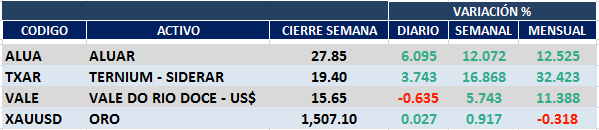 VARIACIÓN %
CODIGO ACTIVO CIERRE SEMANA DIARIO SEMANAL MENSUAL
ALUA ALUAR 27.85 6.095 12.072 12.525
TXAR TERNIUM - SIDERAR 19.40 3.743 16.868 32.423
VALE VALE DO RIO DOCE - US$ 15.65 -0.635 5.743 11.388
XAUUSD ORO 1,507.10 0.027 0.917 -0.318